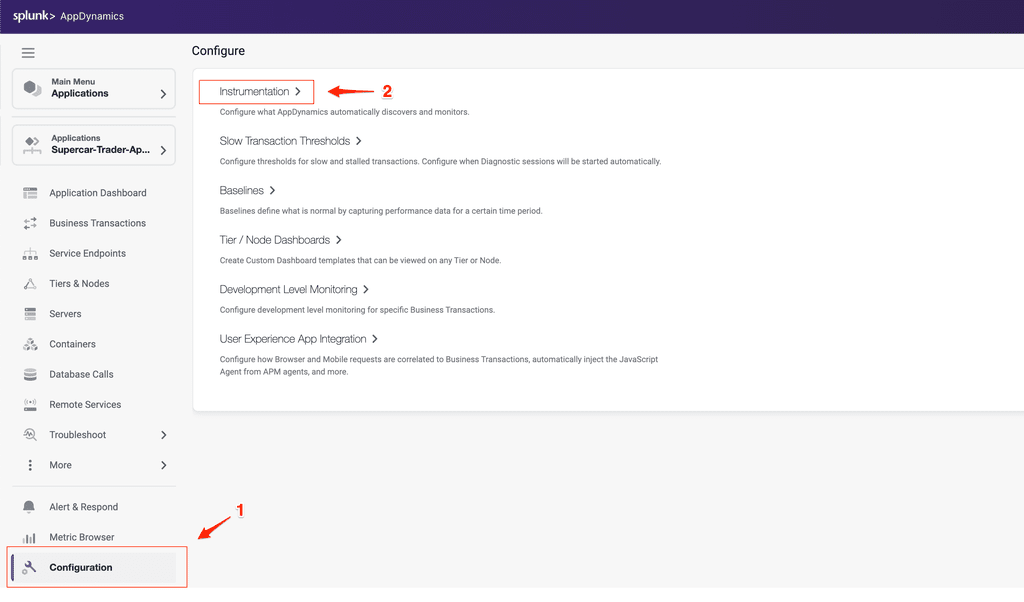 splunk> AppDynamics
Configure
Main Menu
Applications
Applications
Supercar-Trader-Ap...
Application Dashboard
Business Transactions
Service Endpoints
Tiers & Nodes
Servers
Containers
Database Calls
Remote Services
Troubleshoot
More
Alert & Respond
Metric Browser
Configuration
1
Instrumentation
2
Configure what AppDynamics automatically discovers and monitors.
Slow Transaction Thresholds
Configure thresholds for slow and stalled transactions. Configure when Diagnostic sessions will be started automatically.
Baselines
Baselines define what is normal by capturing performance data for a certain time period.
Tier / Node Dashboards
Create Custom Dashboard templates that can be viewed on any Tier or Node.
Development Level Monitoring
Configure development level monitoring for specific Business Transactions.
User Experience App Integration
Configure how Browser and Mobile requests are correlated to Business Transactions, automatically inject the JavaScript
Agent from APM agents, and more.